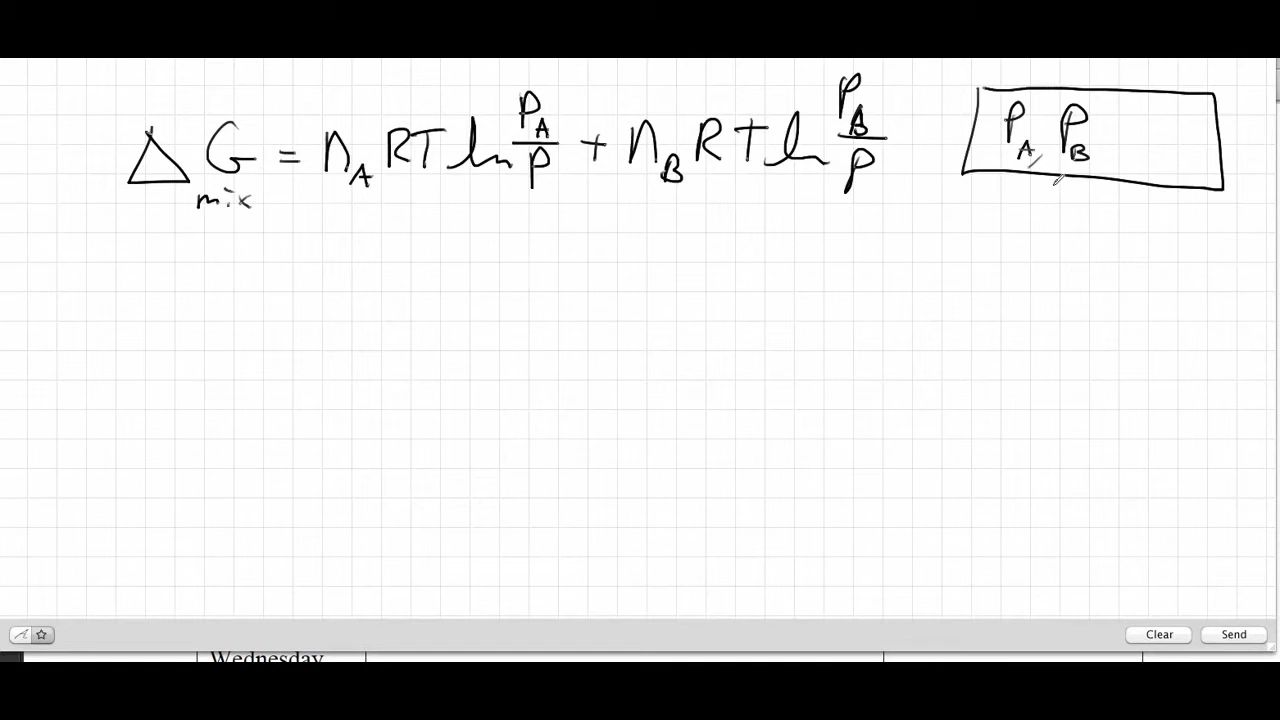 ΔG_mix = n_A RT ln P_A/P + n_B RT ln P_B/P
P_A, P_B
Clear Send
Wednesday